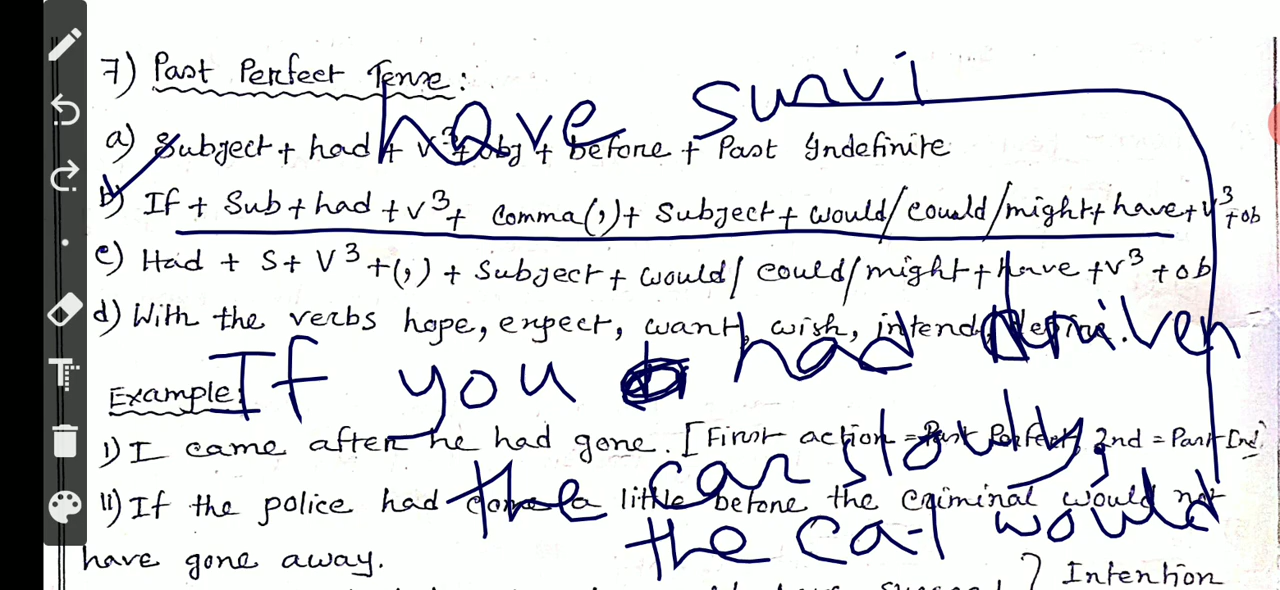 7) Past Perfect Tense:
have survi
a) Subject + had + V3 + obj + before + Past Indefinite
b) If + Sub + had + V3 + Comma(,) + Subject + would/could/might + have + V3 + ob
c) Had + S + V3 + (,) + Subject + would/could/might + have + V3 + ob
d) With the verbs hope, expect, want, wish, intend,
If you had driven
Example:
i) I came after he had gone. [First action = Past Perfect, 2nd = Past Ind.
the car slowly,
ii) If the police had come a little before the criminal would not
the cat would
have gone away.
Intention